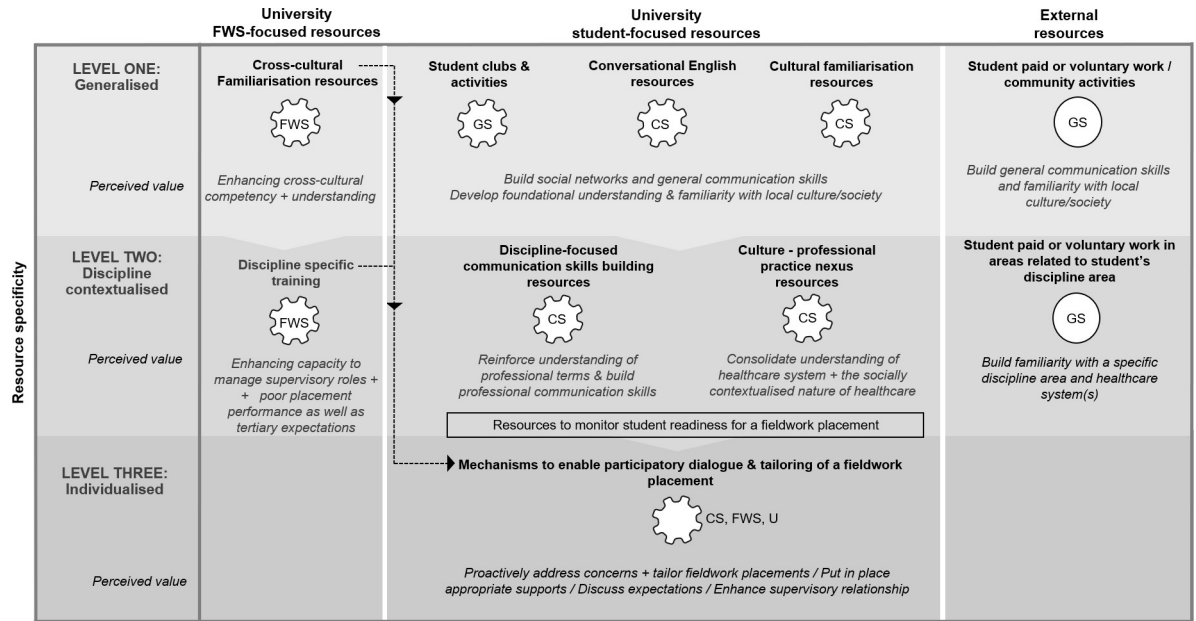 University
FWS-focused resources
University
student-focused resources
External
resources
Resource specificity
LEVEL ONE:
Generalised
Cross-cultural
Familiarisation resources
FWS
Student clubs &
activities
GS
Conversational English
resources
CS
Cultural familiarisation
resources
CS
Student paid or voluntary work /
community activities
GS
Perceived value
Enhancing cross-cultural
competency + understanding
Build social networks and general communication skills
Develop foundational understanding & familiarity with local culture/society
Build general communication skills
and familiarity with local
culture/society
LEVEL TWO:
Discipline
contextualised
Discipline specific
training
FWS
Discipline-focused
communication skills building
resources
CS
Culture - professional
practice nexus
resources
CS
Student paid or voluntary work in
areas related to student's
discipline area
GS
Perceived value
Enhancing capacity to
manage supervisory roles +
+ poor placement
performance as well as
tertiary expectations
Reinforce understanding of
professional terms & build
professional communication skills
Consolidate understanding of
healthcare system + the socially
contextualised nature of healthcare
Build familiarity with a specific
discipline area and healthcare
system(s)
Resources to monitor student readiness for a fieldwork placement
LEVEL THREE:
Individualised
Mechanisms to enable participatory dialogue & tailoring of a fieldwork
placement
CS, FWS, U
Perceived value
Proactively address concerns + tailor fieldwork placements / Put in place
appropriate supports / Discuss expectations / Enhance supervisory relationship